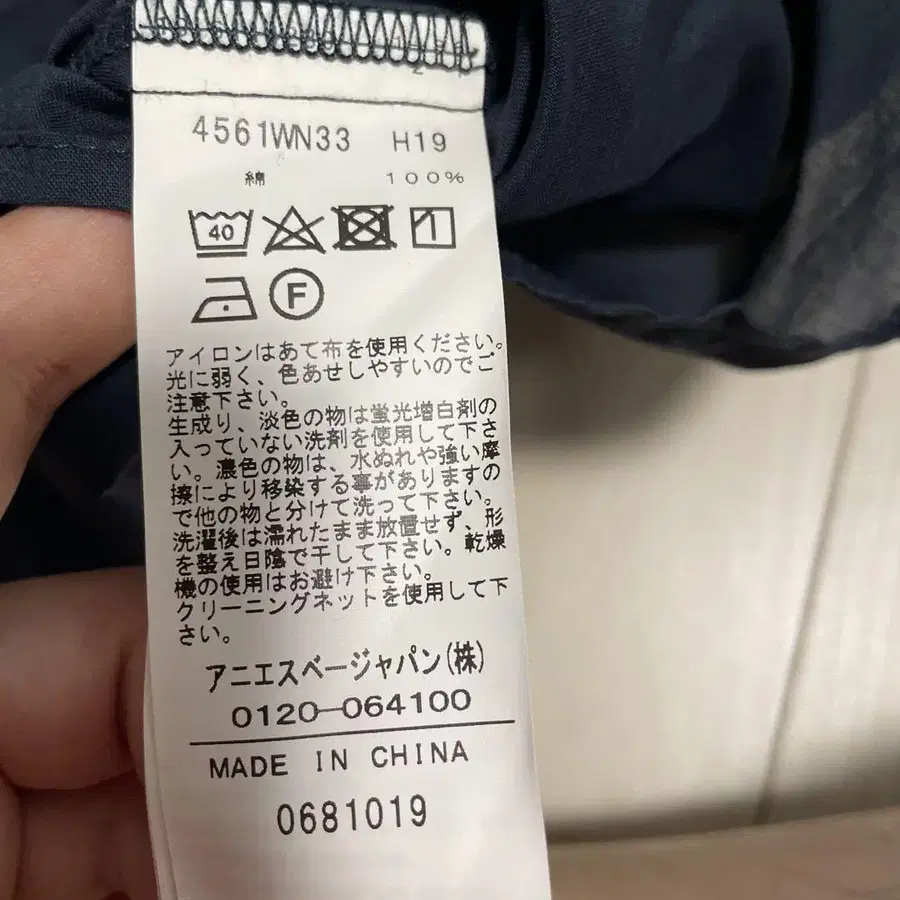 4561WN33 H19
綿 100%
40
F
アイロンはあて布を使用ください。
光に弱く、色あせしやすいのでご
注意下さい。
生成り、淡色の物は蛍光増白剤の
入っていない洗剤を使用して下さ
い。濃色の物は、水ぬれや強い摩
擦により移染する事がありますの
で他の物と分けて洗って下さい。
洗濯後は濡れたまま放置せず、形
を整え日陰で干して下さい。乾燥
機の使用はお避け下さい。
クリーニングネットを使用して下
さい。
アニエスベージャパン(株)
0120-064100
MADE IN CHINA
0681019